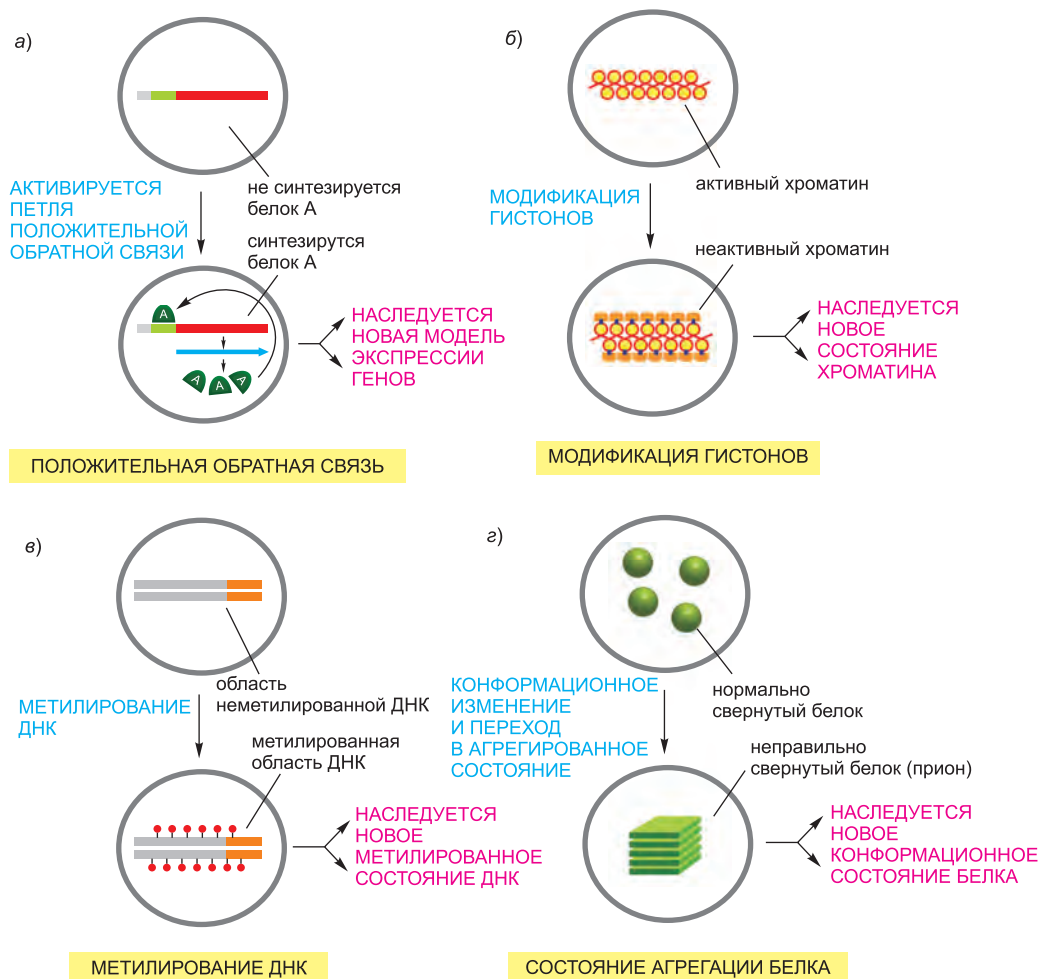 а)
не синтезируется
белок А
АКТИВИРУЕТСЯ
ПЕТЛЯ
ПОЛОЖИТЕЛЬНОЙ
ОБРАТНОЙ СВЯЗИ
синтезирутся
белок А
А
А
А
А
НАСЛЕДУЕТСЯ
НОВАЯ МОДЕЛЬ
ЭКСПРЕССИИ
ГЕНОВ
ПОЛОЖИТЕЛЬНАЯ ОБРАТНАЯ СВЯЗЬ
б)
активный хроматин
МОДИФИКАЦИЯ
ГИСТОНОВ
неактивный хроматин
НАСЛЕДУЕТСЯ
НОВОЕ
СОСТОЯНИЕ
ХРОМАТИНА
МОДИФИКАЦИЯ ГИСТОНОВ
в)
область
неметилированной ДНК
МЕТИЛИРОВАНИЕ
ДНК
метилированная
область ДНК
НАСЛЕДУЕТСЯ
НОВОЕ
МЕТИЛИРОВАННОЕ
СОСТОЯНИЕ ДНК
МЕТИЛИРОВАНИЕ ДНК
г)
нормально
свернутый белок
КОНФОРМАЦИОННОЕ
ИЗМЕНЕНИЕ
И ПЕРЕХОД
В АГРЕГИРОВАННОЕ
СОСТОЯНИЕ
неправильно
свернутый белок (прион)
НАСЛЕДУЕТСЯ
НОВОЕ
КОНФОРМАЦИОННОЕ
СОСТОЯНИЕ БЕЛКА
СОСТОЯНИЕ АГРЕГАЦИИ БЕЛКА